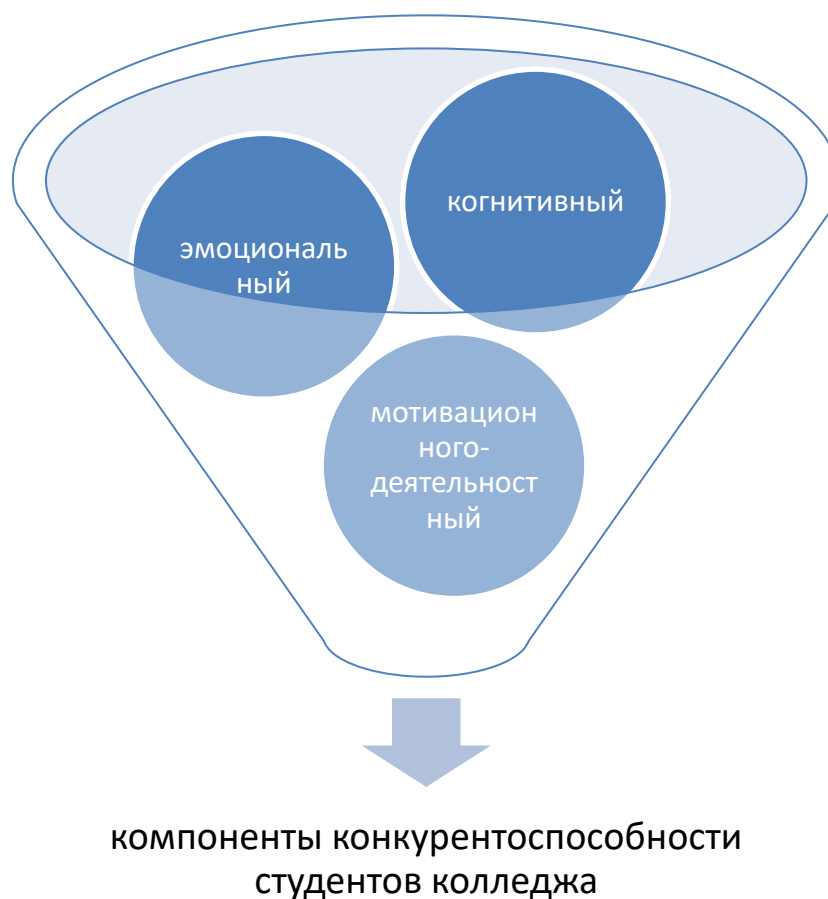 когнитивный
эмоциональ
ный
мотивацион
ного-
деятельност
ный
компоненты конкурентоспособности
студентов колледжа